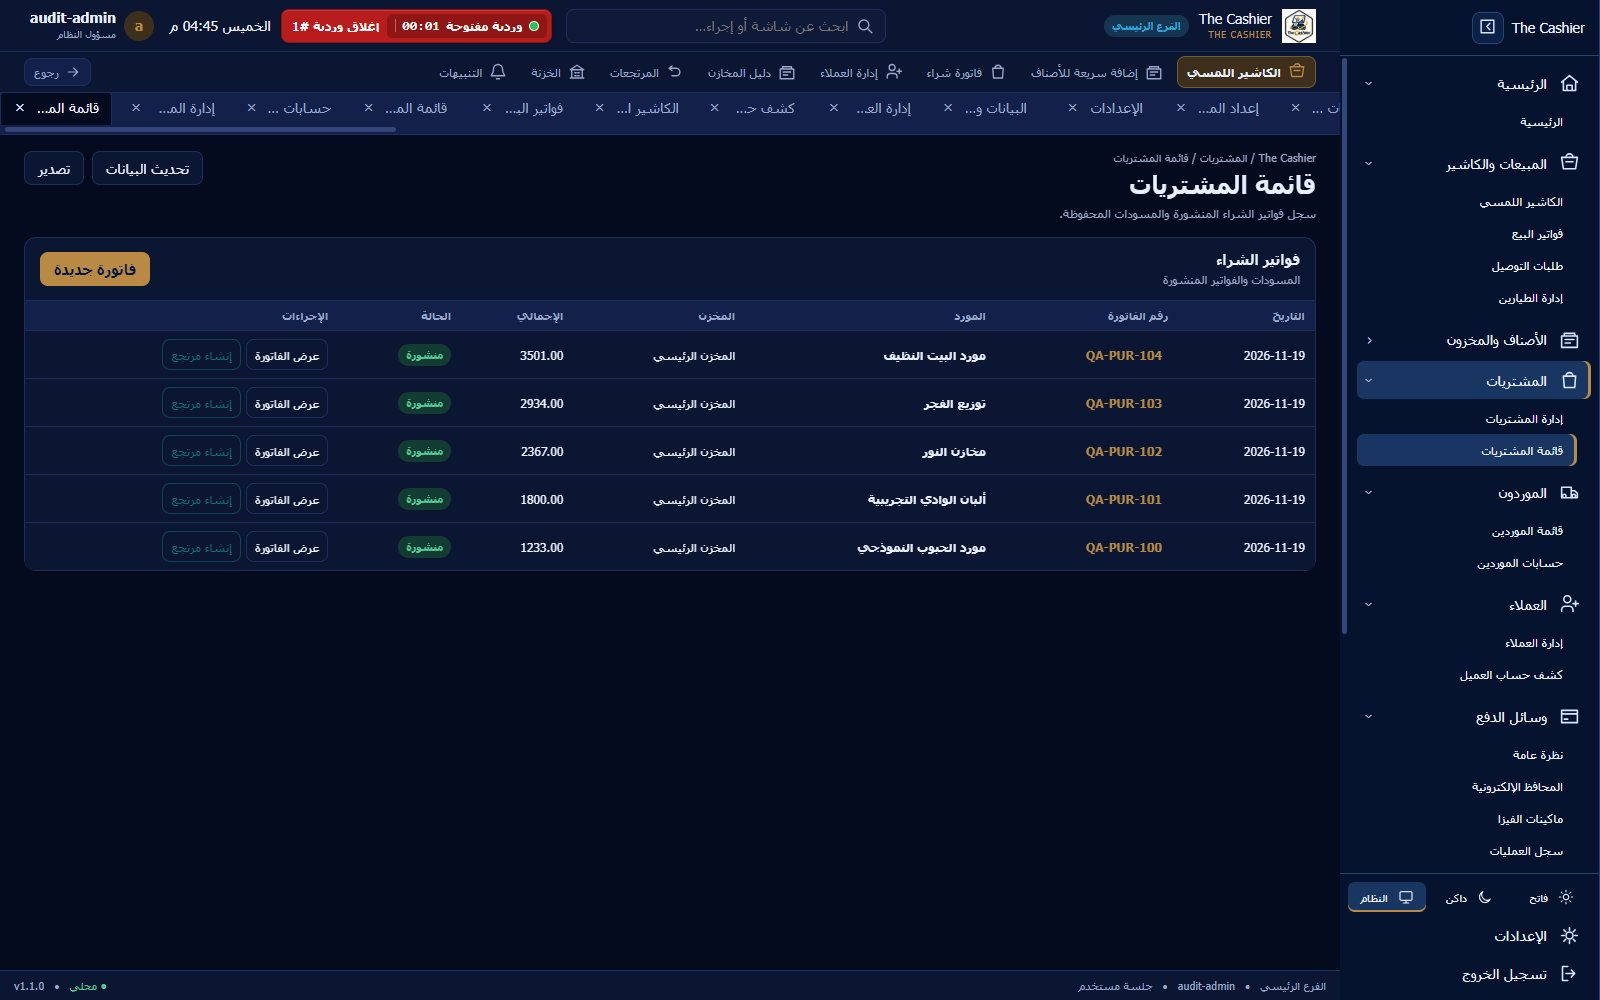 The Cashier
الرئيسية
الرئيسية
المبيعات والكاشير
الكاشير اللمسي
فواتير البيع
طلبات التوصيل
إدارة الطيارين
الأصناف والمخزون
المشتريات
إدارة المشتريات
قائمة المشتريات
الموردون
قائمة الموردين
حسابات الموردين
العملاء
إدارة العملاء
كشف حساب العميل
وسائل الدفع
نظرة عامة
المحافظ الإلكترونية
ماكينات الفيزا
سجل العمليات
فاتح داكن النظام
الإعدادات
تسجيل الخروج
The Cashier
THE CASHIER
الفرع الرئيسي
ابحث عن شاشة أو إجراء...
وردية مفتوحة 00:01 إغلاق وردية #1
الخميس 04:45 م
a
audit-admin
مسؤول النظام
الكاشير اللمسي إضافة سريعة للأصناف فاتورة شراء إدارة العملاء دليل المخازن المرتجعات الخزنة التنبيهات
رجوع
ت ... × إعداد الم... × الإعدادات × البيانات و... × إدارة الع... × كشف ح... × الكاشير ا... × فواتير الب... × قائمة الم... × حسابات ... × إدارة الم... × قائمة الم... ×
The Cashier / المشتريات / قائمة المشتريات
قائمة المشتريات
سجل فواتير الشراء المنشورة والمسودات المحفوظة.
تحديث البيانات تصدير
فواتير الشراء
المسودات والفواتير المنشورة
فاتورة جديدة
التاريخ رقم الفاتورة المورد المخزن الإجمالي الحالة الإجراءات
2026-11-19 QA-PUR-104 مورد البيت النظيف المخزن الرئيسي 3501.00 منشورة عرض الفاتورة إنشاء مرتجع
2026-11-19 QA-PUR-103 توزيع الفجر المخزن الرئيسي 2934.00 منشورة عرض الفاتورة إنشاء مرتجع
2026-11-19 QA-PUR-102 مخازن النور المخزن الرئيسي 2367.00 منشورة عرض الفاتورة إنشاء مرتجع
2026-11-19 QA-PUR-101 ألبان الوادي التجريبية المخزن الرئيسي 1800.00 منشورة عرض الفاتورة إنشاء مرتجع
2026-11-19 QA-PUR-100 مورد الحبوب النموذجي المخزن الرئيسي 1233.00 منشورة عرض الفاتورة إنشاء مرتجع
الفرع الرئيسي • audit-admin • جلسة مستخدم
محلي • v1.1.0